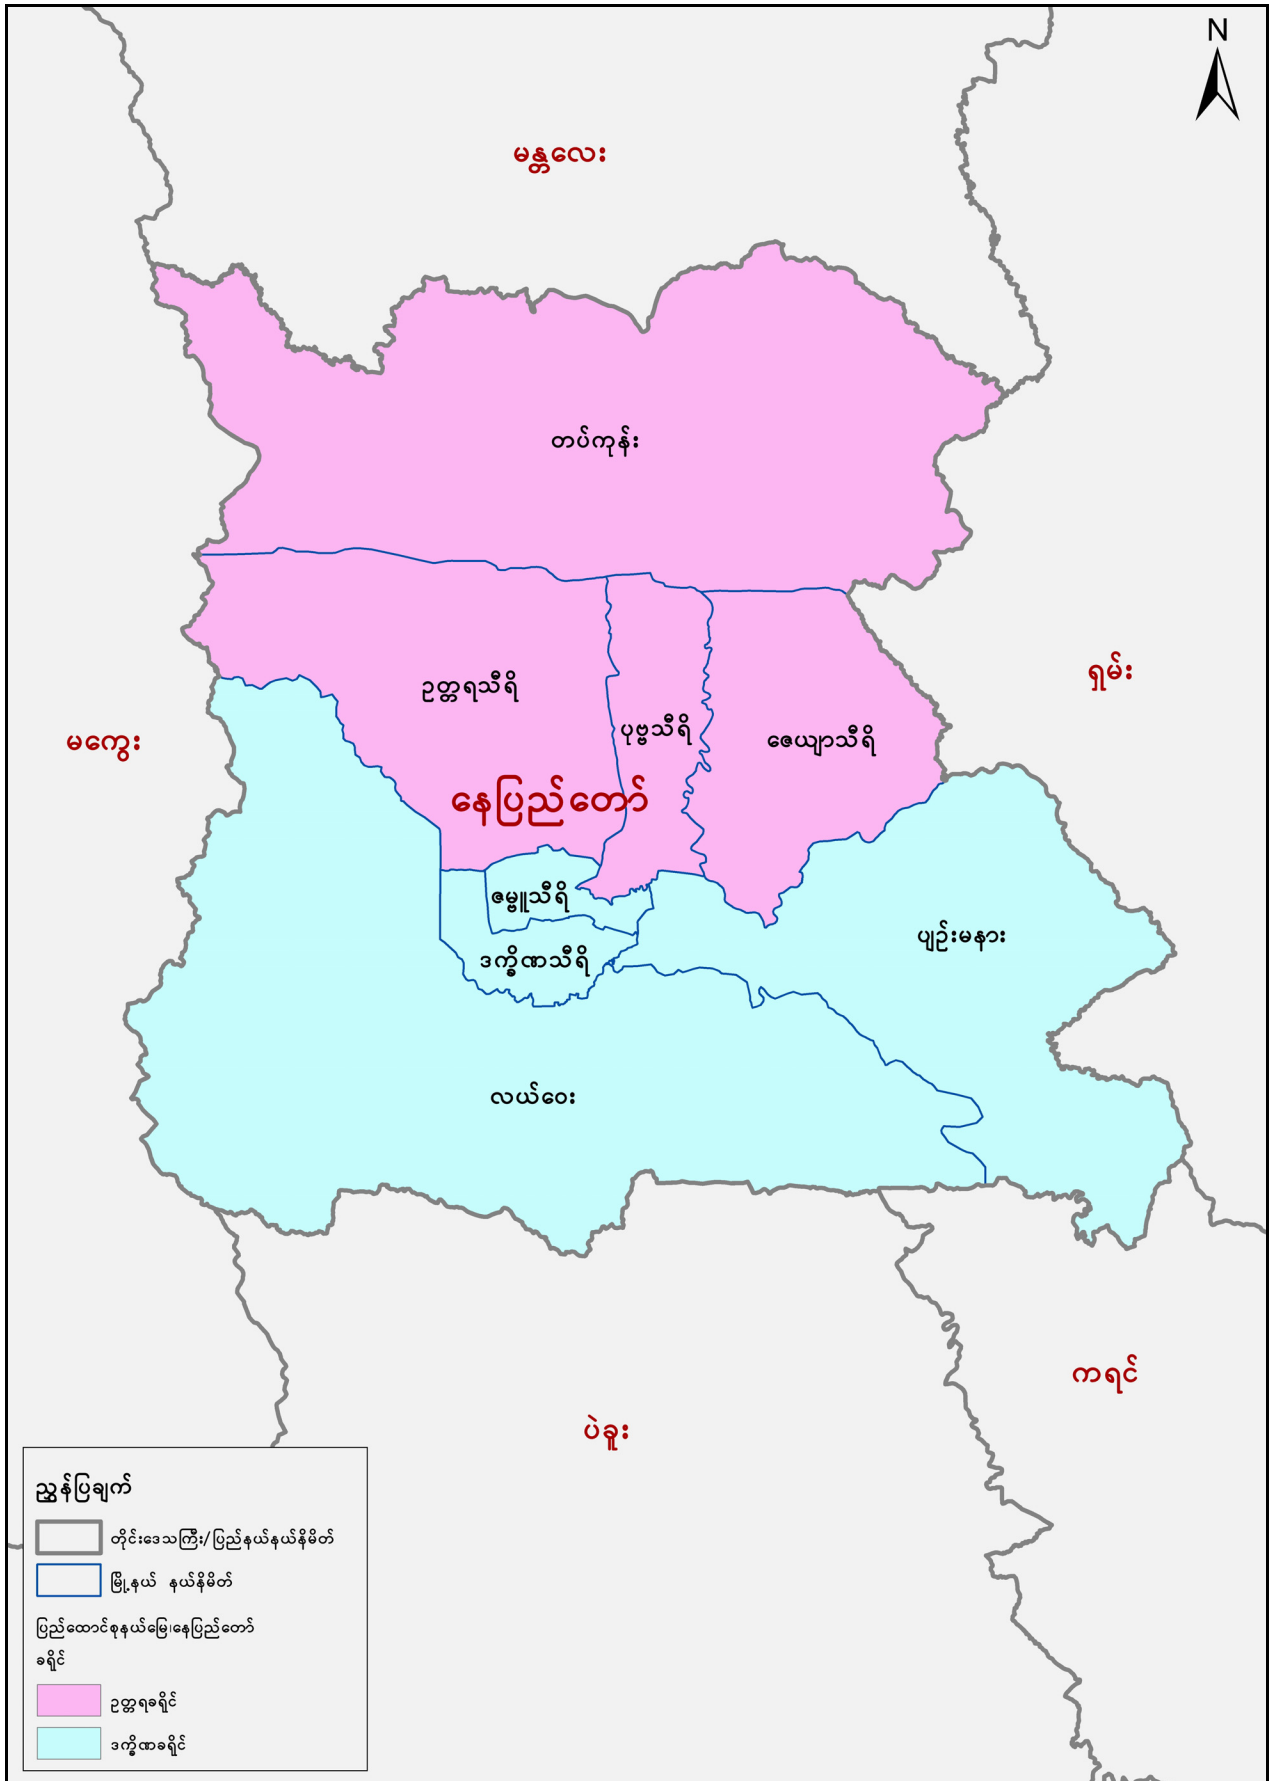 N
မန္တလေး
တပ်ကုန်း
ရှမ်း
ဥတ္တရသီရိ
ပုဗ္ဗသီရိ
ဇေယျာသီရိ
မကွေး
နေပြည်တော်
ဇမ္ဗူသီရိ
ပျဉ်းမနား
ဒက္ခိဏသီရိ
လယ်ဝေး
ကရင်
ပဲခူး
ညွှန်ပြချက်
တိုင်းဒေသကြီး/ပြည်နယ်နယ်နိမိတ်
မြို့နယ် နယ်နိမိတ်
ပြည်ထောင်စုနယ်မြေ၊နေပြည်တော်
ခရိုင်
ဥတ္တရခရိုင်
ဒက္ခိဏခရိုင်